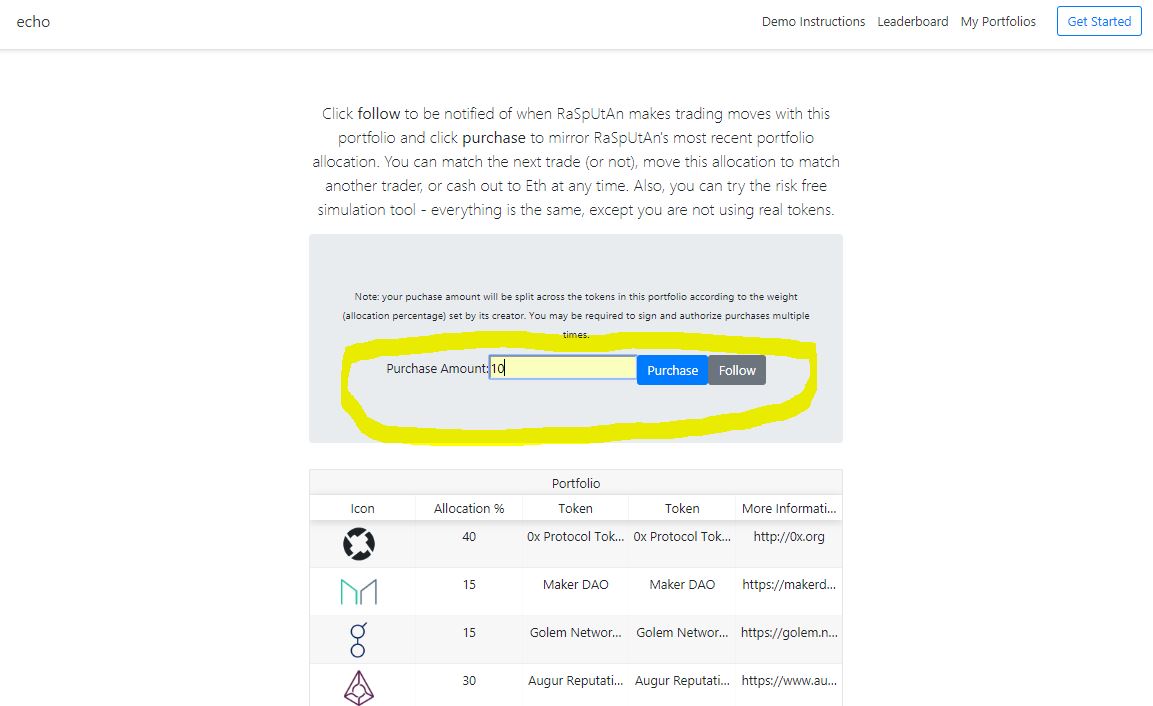 echo
Demo Instructions Leaderboard My Portfolios Get Started
Click follow to be notified of when RaSpUtAn makes trading moves with this
portfolio and click purchase to mirror RaSpUtAn's most recent portfolio
allocation. You can match the next trade (or not), move this allocation to match
another trader, or cash out to Eth at any time. Also, you can try the risk free
simulation tool - everything is the same, except you are not using real tokens.
Note: your puchase amount will be split across the tokens in this portfolio according to the weight
(allocation percentage) set by its creator. You may be required to sign and authorize purchases multiple
times.
Purchase Amount: 10 Purchase Follow
Portfolio
Icon Allocation % Token Token More Informati...
40 0x Protocol Tok... 0x Protocol Tok... http://0x.org
15 Maker DAO Maker DAO https://makerd...
15 Golem Networ... Golem Networ... https://golem.n...
30 Augur Reputati... Augur Reputati... https://www.au...